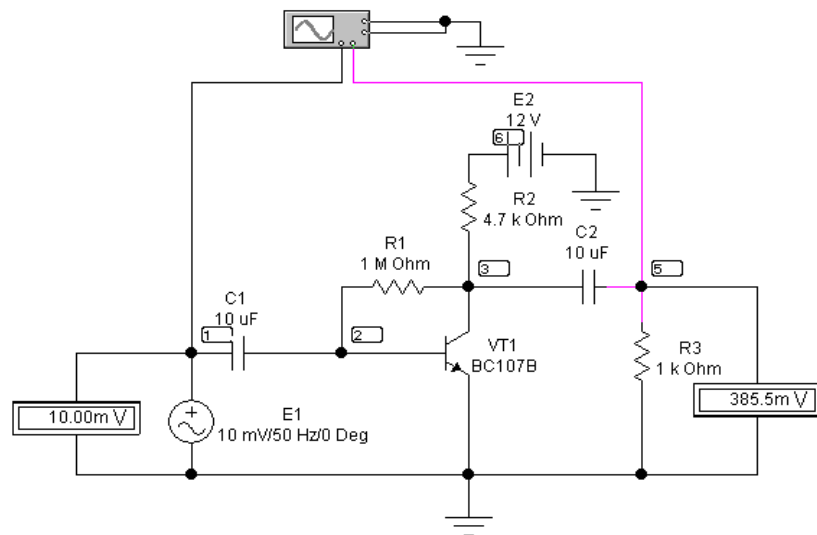 E2
12 V
6
R2
4.7 k Ohm
R1
1 M Ohm
C2
10 uF
3
5
C1
10 uF
1
2
VT1
BC107B
R3
1 k Ohm
10.00m V
E1
10 mV/50 Hz/0 Deg
385.5m V